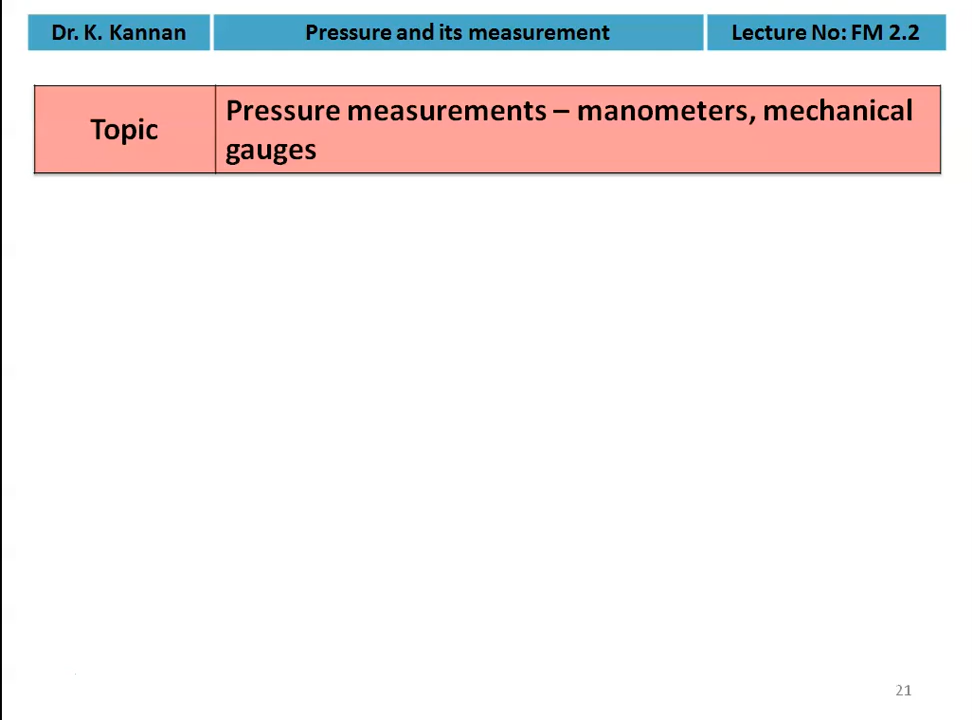 Dr. K. Kannan
Pressure and its measurement
Lecture No: FM 2.2
Topic
Pressure measurements – manometers, mechanical
gauges
21